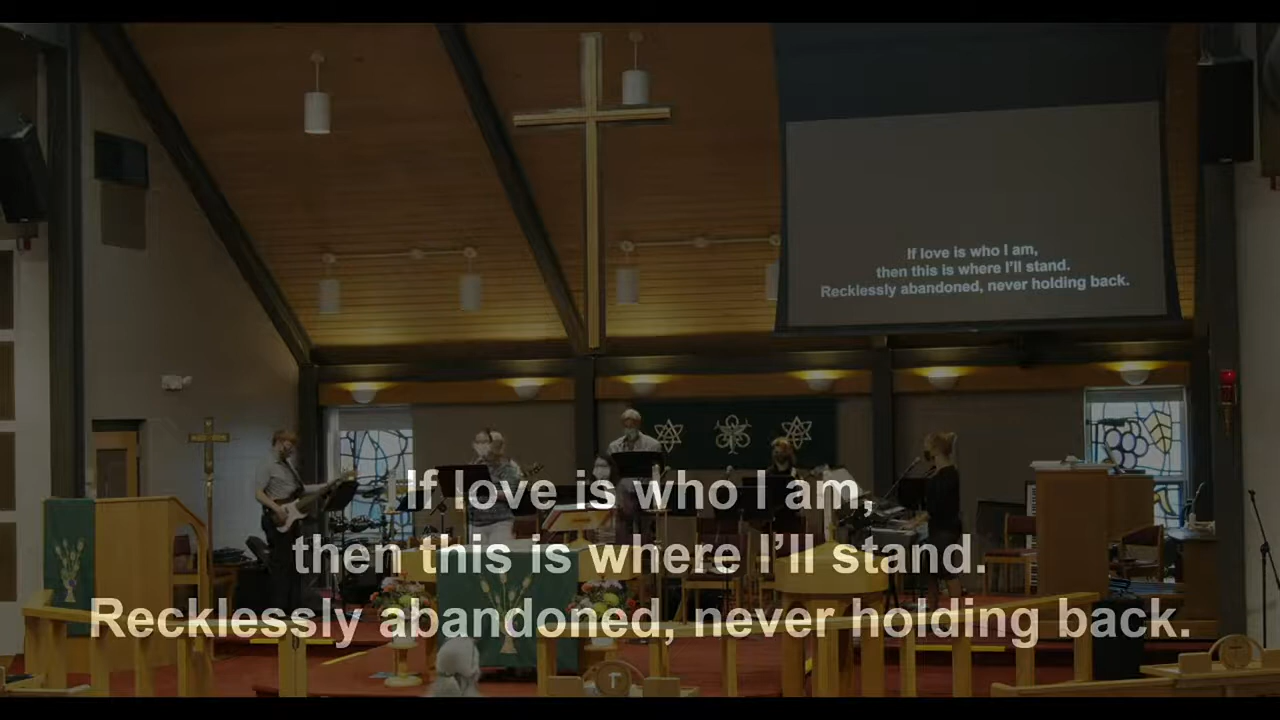 If love is who I am,
then this is where I'll stand.
Recklessly abandoned, never holding back.
If love is who I am,
then this is where I’ll stand.
Recklessly abandoned, never holding back.